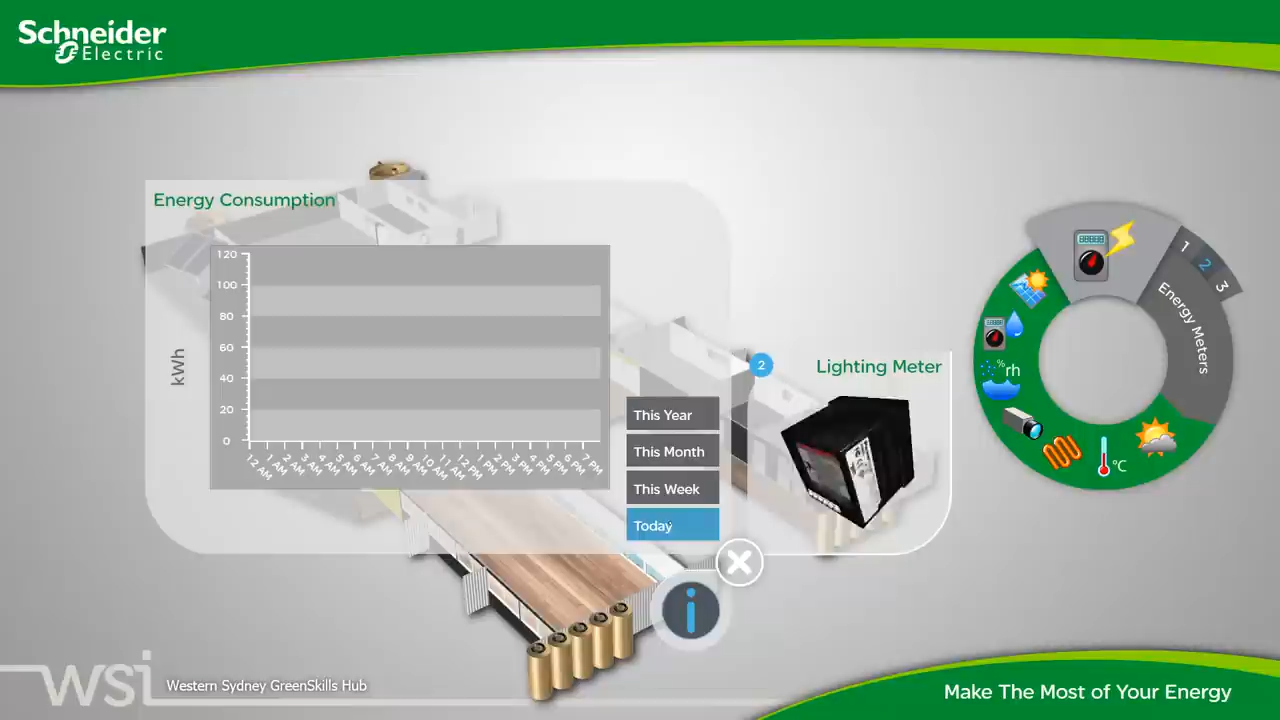 Schneider
Electric
Energy Consumption
120
100
80
60
40
20
0
kWh
12 AM
1 AM
2 AM
3 AM
4 AM
5 AM
6 AM
7 AM
8 AM
9 AM
10 AM
11 AM
12 PM
1 PM
2 PM
3 PM
4 PM
5 PM
6 PM
7 PM
This Year
This Month
This Week
Today
2
Lighting Meter
1
2
3
Energy Meters
%
rh
°C
i
wsi
Western Sydney GreenSkills Hub
Make The Most of Your Energy